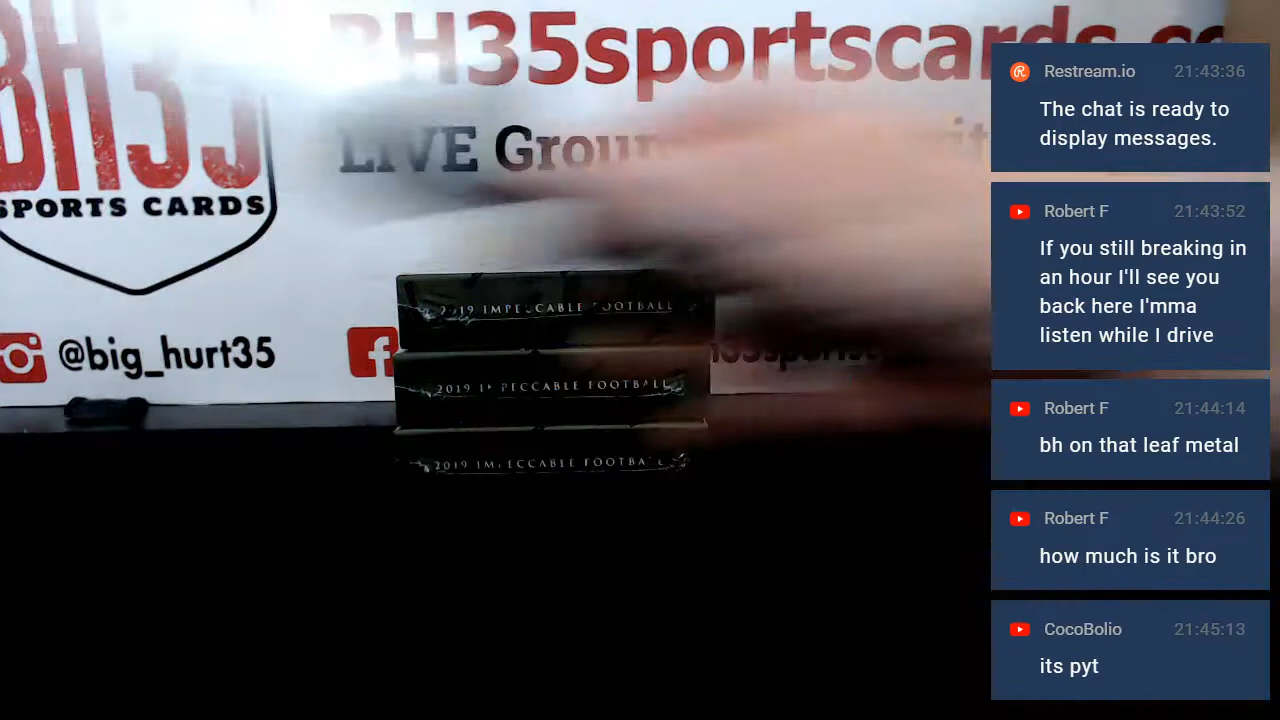 BH35
SPORTS CARDS
BH35sportscards.co
LIVE Grou
@big_hurt35
2019 IMPECCABLE FOOTBALL
2019 IMPECCABLE FOOTBALL
2019 IMPECCABLE FOOTBALL
Restream.io 21:43:36
The chat is ready to
display messages.
Robert F 21:43:52
If you still breaking in
an hour I'll see you
back here I'mma
listen while I drive
Robert F 21:44:14
bh on that leaf metal
Robert F 21:44:26
how much is it bro
CocoBolio 21:45:13
its pyt